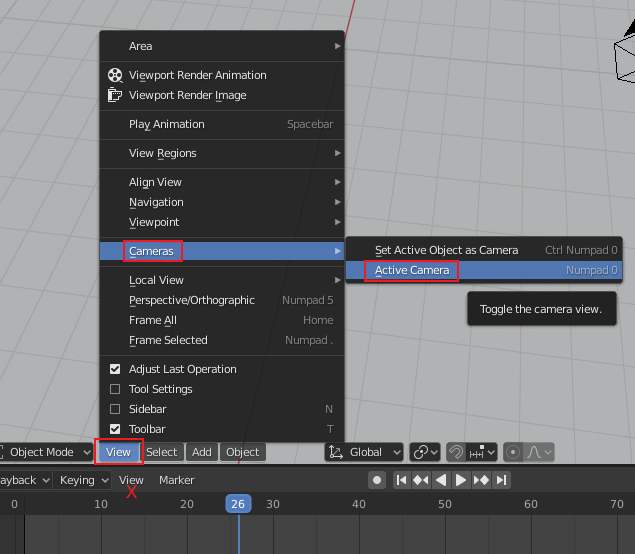 Area
Viewport Render Animation
Viewport Render Image
Play Animation Spacebar
View Regions
Align View
Navigation
Viewpoint
Cameras
Set Active Object as Camera Ctrl Numpad 0
Active Camera Numpad 0
Toggle the camera view.
Local View
Perspective/Orthographic Numpad 5
Frame All Home
Frame Selected Numpad .
Adjust Last Operation
Tool Settings
Sidebar N
Toolbar T
Object Mode View Select Add Object Global
ayback Keying View Marker
X
0 10 20 26 30 40 50 60 70